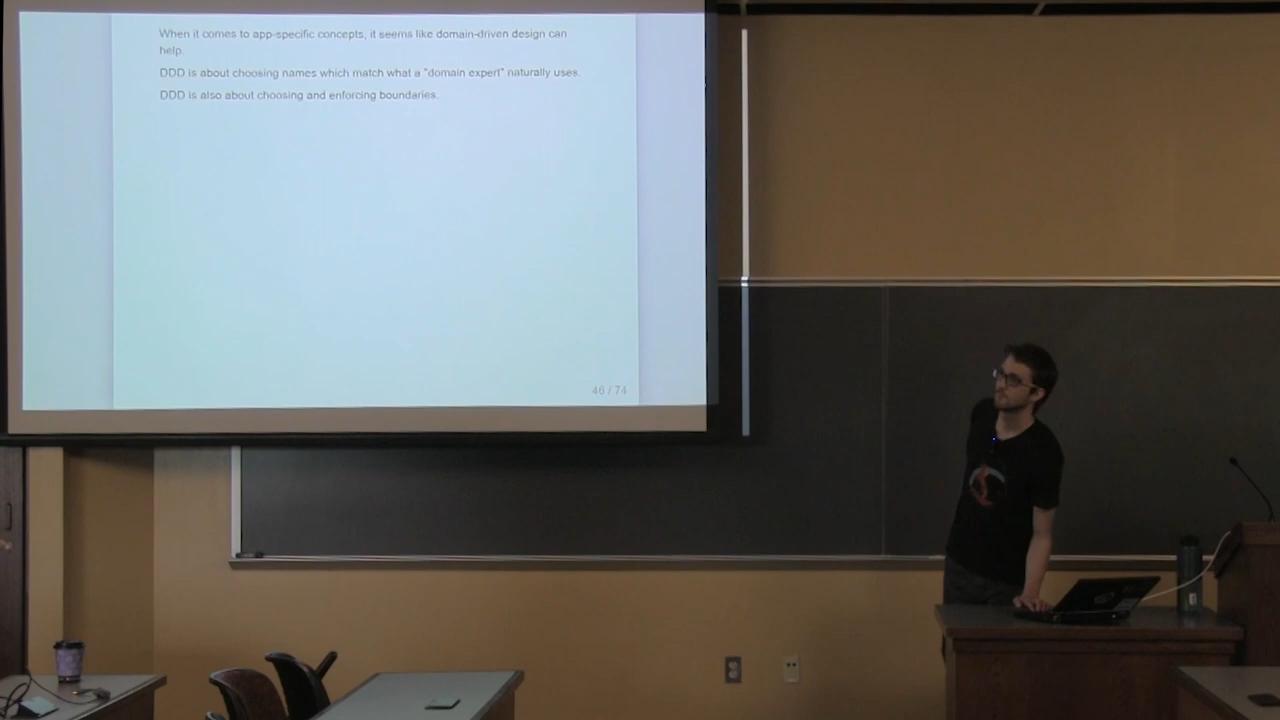 When it comes to app-specific concepts, it seems like domain-driven design can
help.
DDD is about choosing names which match what a "domain expert" naturally uses.
DDD is also about choosing and enforcing boundaries.
46 / 74